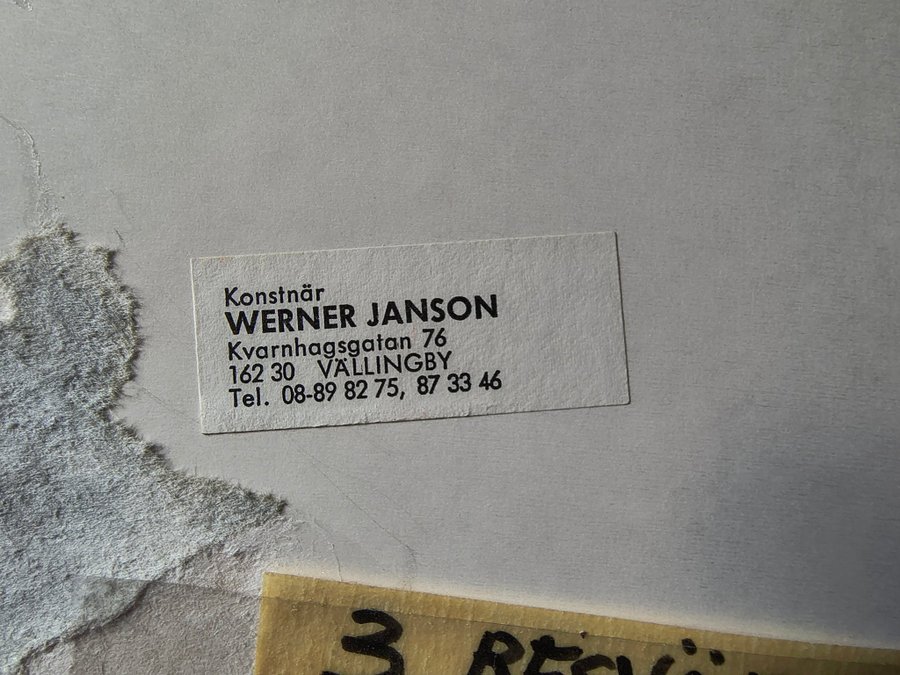 Konstnär
WERNER JANSON
Kvarnhagsgatan 76
162 30 VÄLLINGBY
Tel. 08-89 82 75, 87 33 46
3